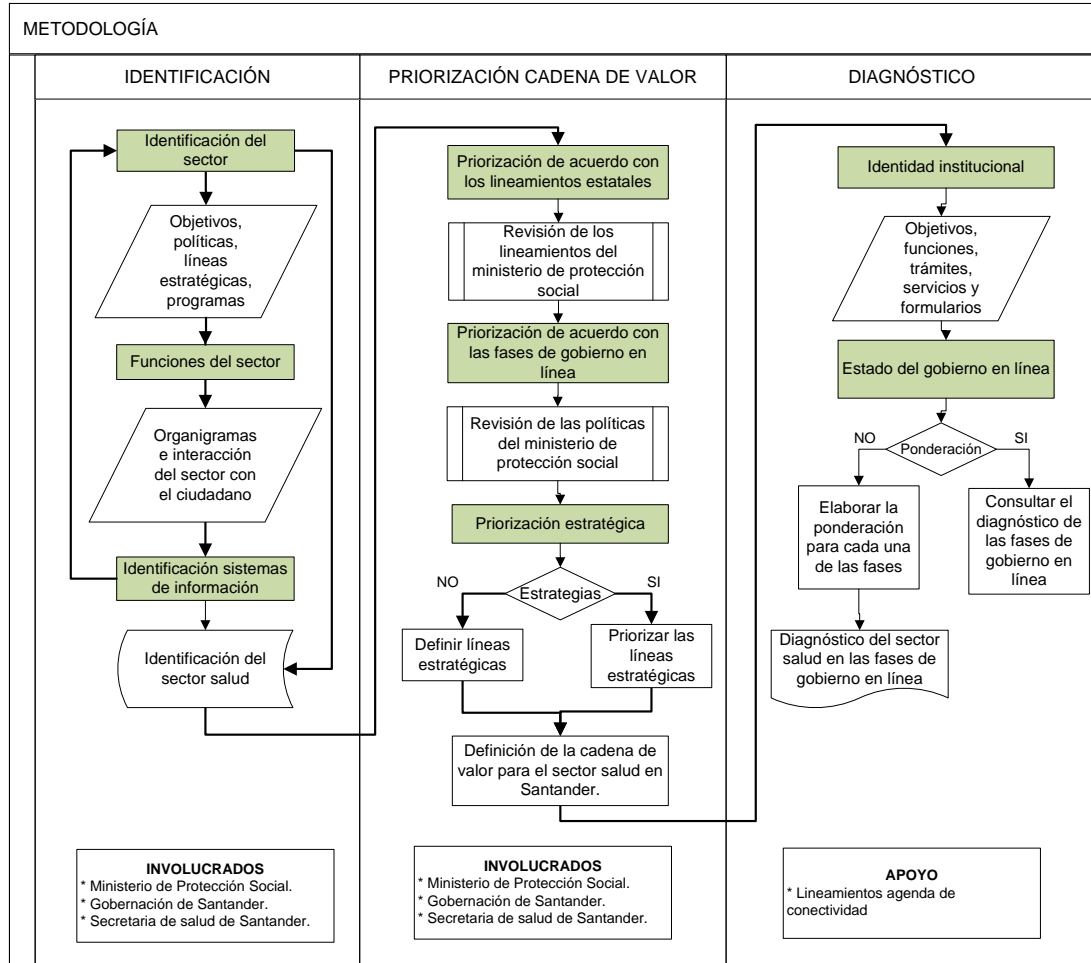 METODOLOGÍA
IDENTIFICACIÓN
Identificación del
sector
Objetivos,
políticas,
líneas
estratégicas,
programas
Funciones del sector
Organigramas
e interacción
del sector con
el ciudadano
Identificación sistemas
de información
Identificación del
sector salud
INVOLUCRADOS
* Ministerio de Protección Social.
* Gobernación de Santander.
* Secretaria de salud de Santander.
PRIORIZACIÓN CADENA DE VALOR
Priorización de acuerdo con
los lineamientos estatales
Revisión de los
lineamientos del
ministerio de protección
social
Priorización de acuerdo con
las fases de gobierno en
línea
Revisión de las políticas
del ministerio de
protección social
Priorización estratégica
NO
SI
Estrategias
Definir líneas
estratégicas
Priorizar las
líneas
estratégicas
Definición de la cadena de
valor para el sector salud en
Santander.
INVOLUCRADOS
* Ministerio de Protección Social.
* Gobernación de Santander.
* Secretaria de salud de Santander.
DIAGNÓSTICO
Identidad institucional
Objetivos,
funciones,
trámites,
servicios y
formularios
Estado del gobierno en línea
NO
SI
Ponderación
Elaborar la
ponderación
para cada una
de las fases
Consultar el
diagnóstico de
las fases de
gobierno en
línea
Diagnóstico del sector
salud en las fases de
gobierno en línea
APOYO
* Lineamientos agenda de
conectividad